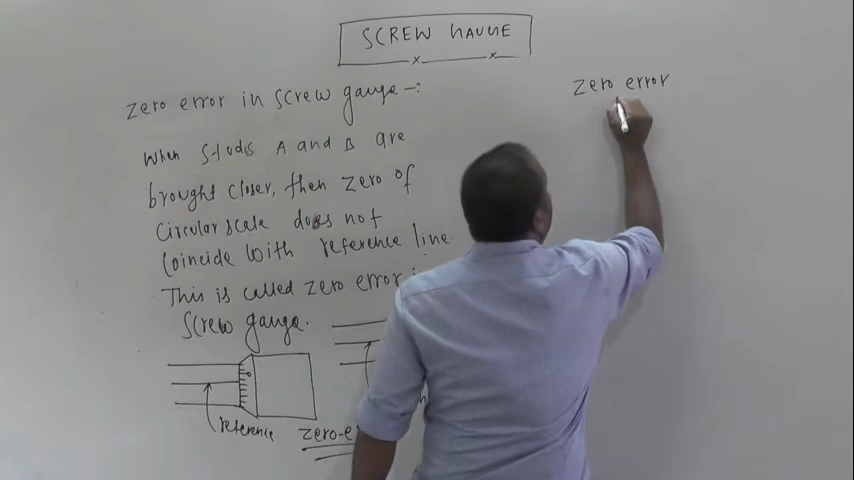 SCREW GAUGE
zero error in screw gauge -:
When Studs A and B are
brought closer, then zero of
Circular scale does not
Coincide with reference line.
This is called zero error
Screw gauge.
reference
zero-e
zero error